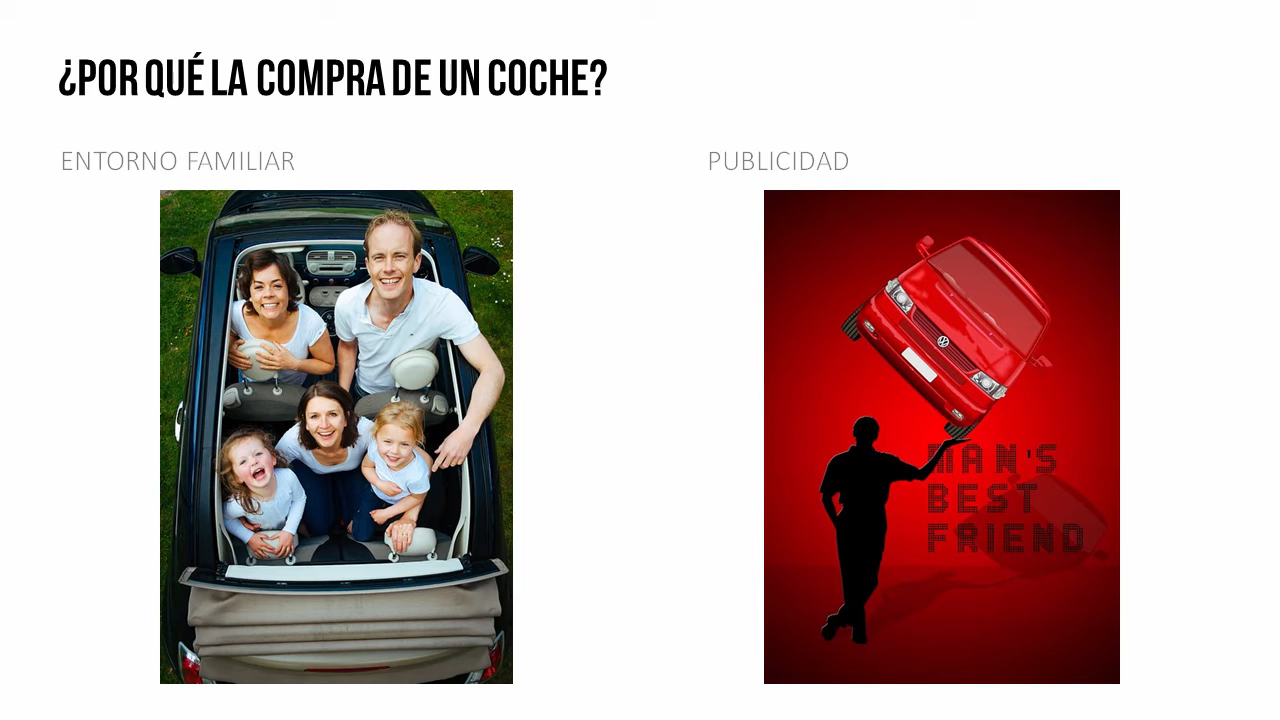 ¿POR QUÉ LA COMPRA DE UN COCHE?
ENTORNO FAMILIAR
PUBLICIDAD
MAN'S
BEST
FRIEND